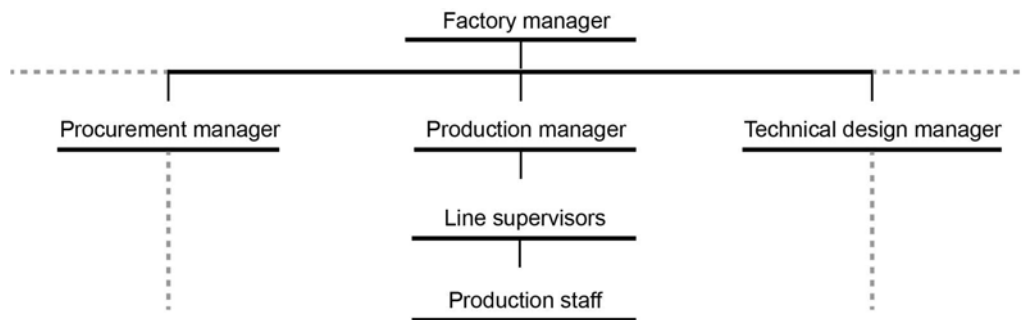 Factory manager
Procurement manager
Production manager
Technical design manager
Line supervisors
Production staff